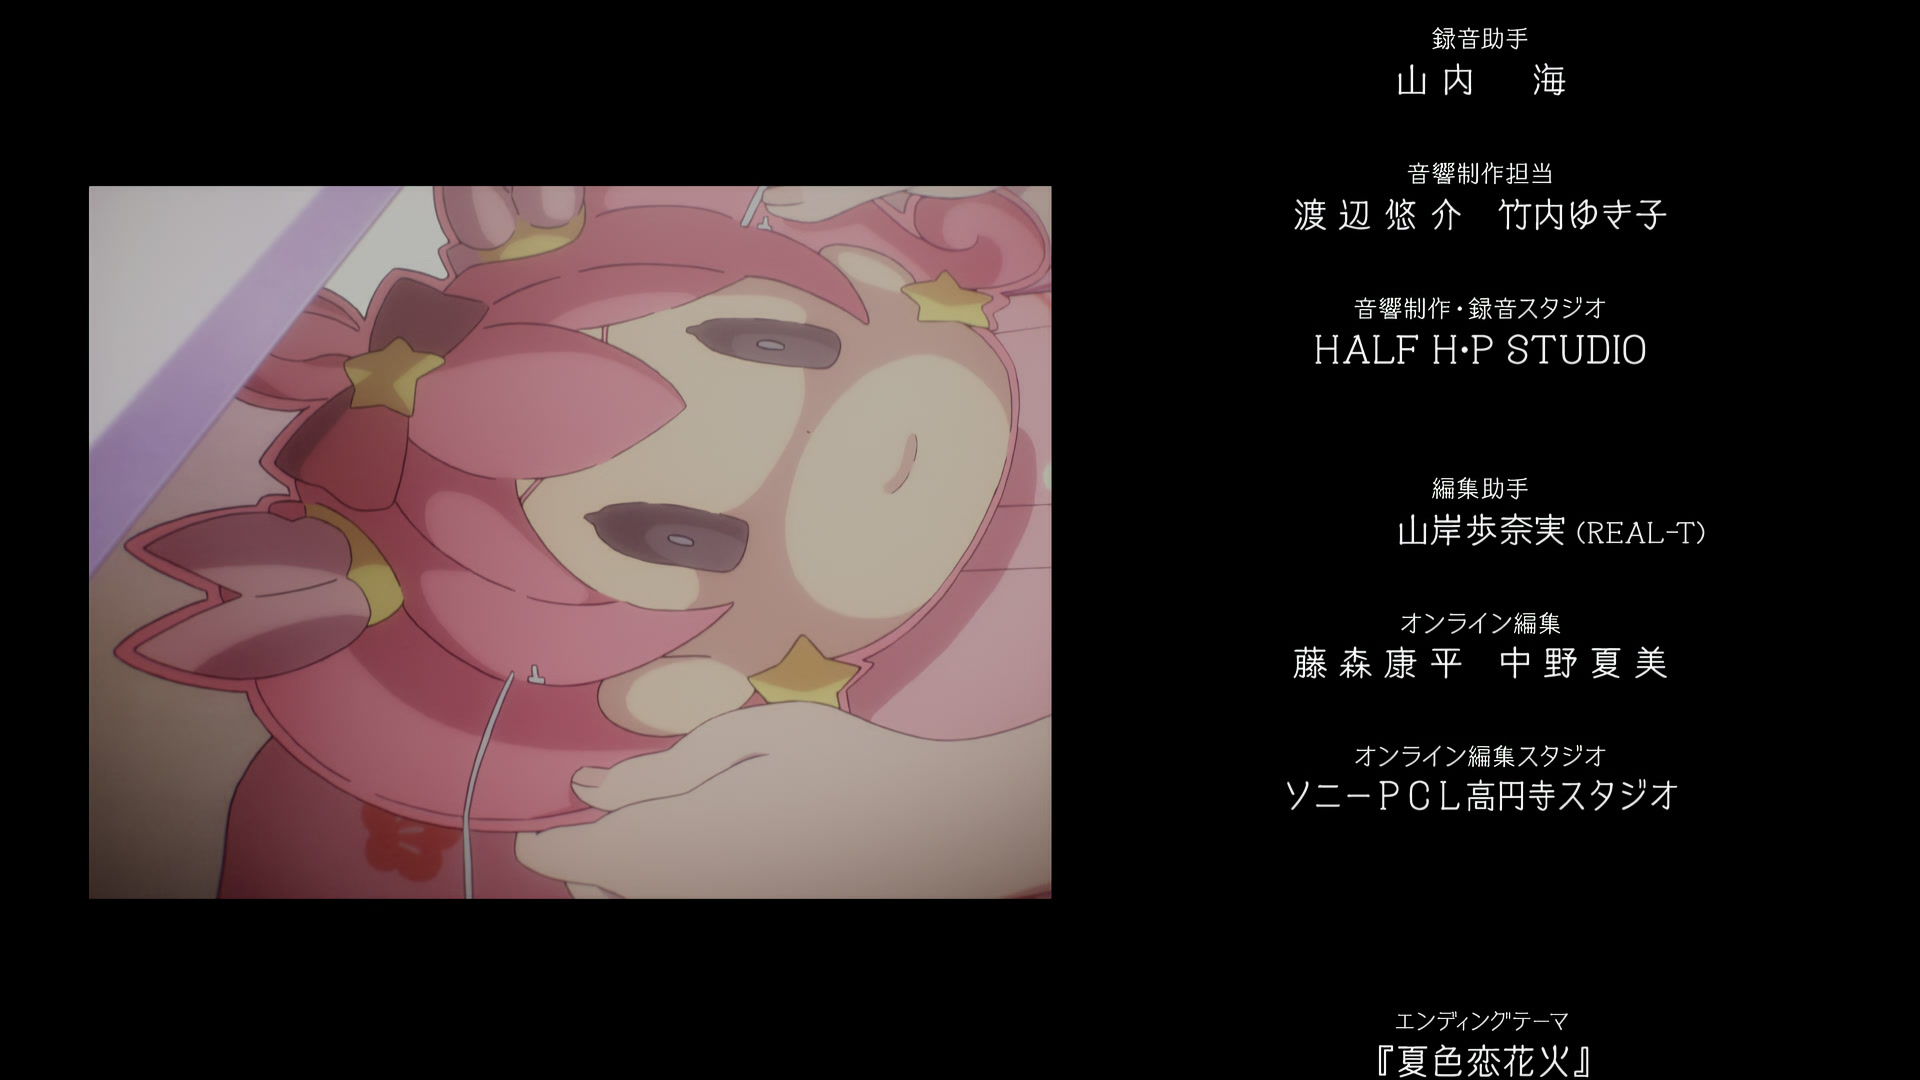 録音助手
山内　海
音響制作担当
渡辺悠介　竹内ゆき子
音響制作・録音スタジオ
HALF H・P STUDIO
編集助手
山岸歩奈実 (REAL-T)
オンライン編集
藤森康平　中野夏美
オンライン編集スタジオ
ソニーＰＣＬ高円寺スタジオ
エンディングテーマ
『夏色恋花火』